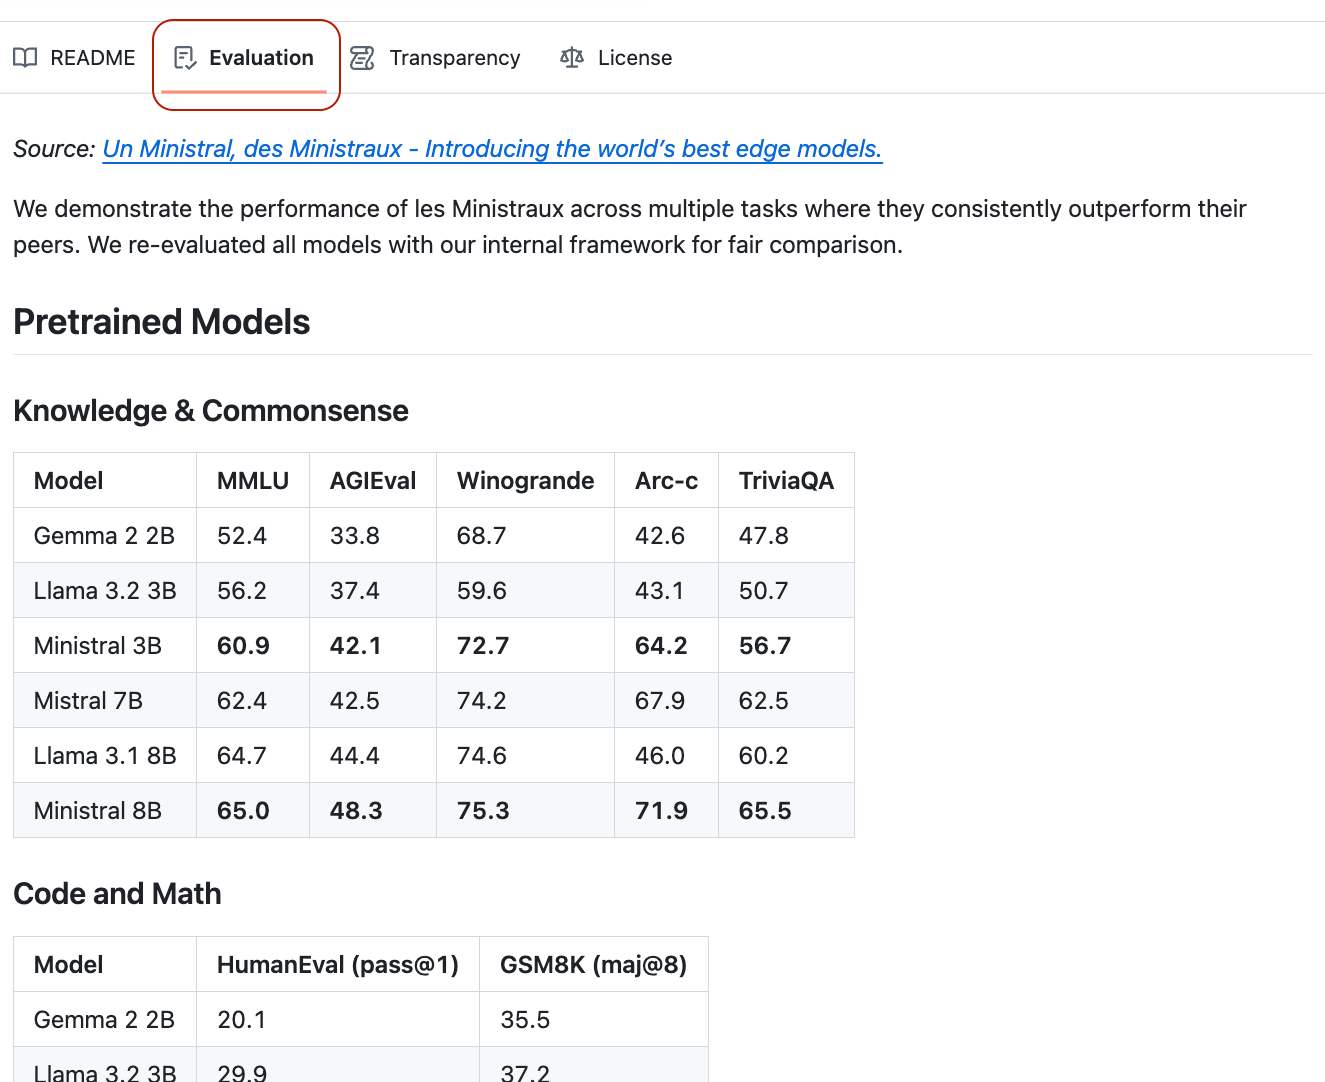 README Evaluation Transparency License
Source: Un Ministral, des Ministraux - Introducing the world’s best edge models.
We demonstrate the performance of les Ministraux across multiple tasks where they consistently outperform their
peers. We re-evaluated all models with our internal framework for fair comparison.
Pretrained Models
Knowledge & Commonsense
Model MMLU AGIEval Winogrande Arc-c TriviaQA
Gemma 2 2B 52.4 33.8 68.7 42.6 47.8
Llama 3.2 3B 56.2 37.4 59.6 43.1 50.7
Ministral 3B 60.9 42.1 72.7 64.2 56.7
Mistral 7B 62.4 42.5 74.2 67.9 62.5
Llama 3.1 8B 64.7 44.4 74.6 46.0 60.2
Ministral 8B 65.0 48.3 75.3 71.9 65.5
Code and Math
Model HumanEval (pass@1) GSM8K (maj@8)
Gemma 2 2B 20.1 35.5
Llama 3.2 3B 29.9 37.2